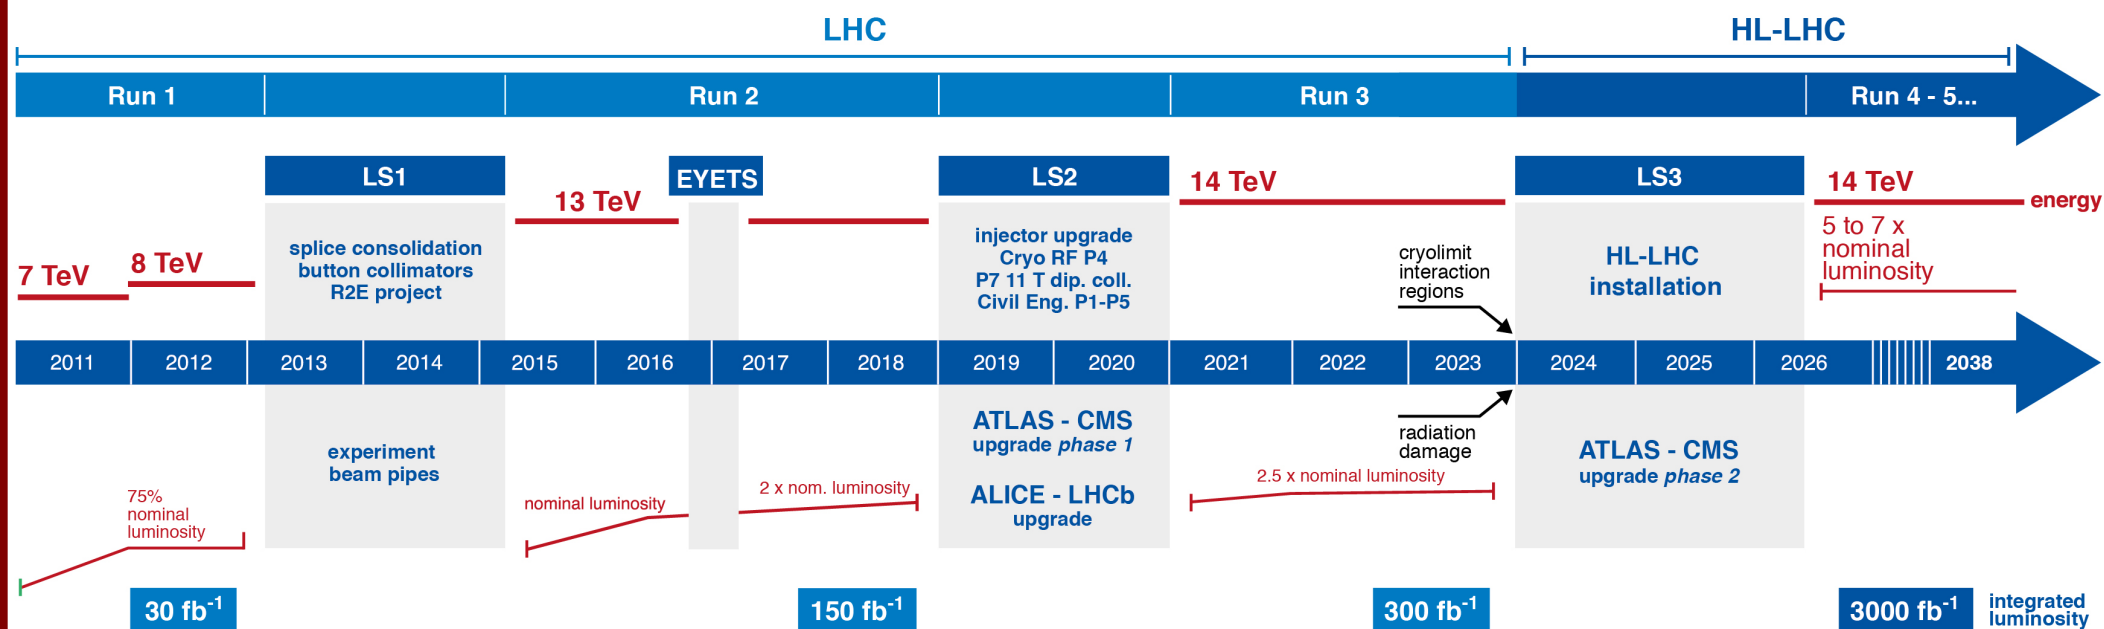 LHC
HL-LHC
Run 1
Run 2
Run 3
Run 4 - 5...
LS1
EYETS
LS2
LS3
7 TeV
8 TeV
13 TeV
14 TeV
14 TeV
energy
splice consolidation
button collimators
R2E project
injector upgrade
Cryo RF P4
P7 11 T dip. coll.
Civil Eng. P1-P5
cryolimit
interaction
regions
HL-LHC
installation
5 to 7 x
nominal
luminosity
2011
2012
2013
2014
2015
2016
2017
2018
2019
2020
2021
2022
2023
2024
2025
2026
2038
experiment
beam pipes
ATLAS - CMS
upgrade phase 1
ALICE - LHCb
upgrade
radiation
damage
ATLAS - CMS
upgrade phase 2
75%
nominal
luminosity
nominal luminosity
2 x nom. luminosity
2.5 x nominal luminosity
30 fb⁻¹
150 fb⁻¹
300 fb⁻¹
3000 fb⁻¹
integrated
luminosity